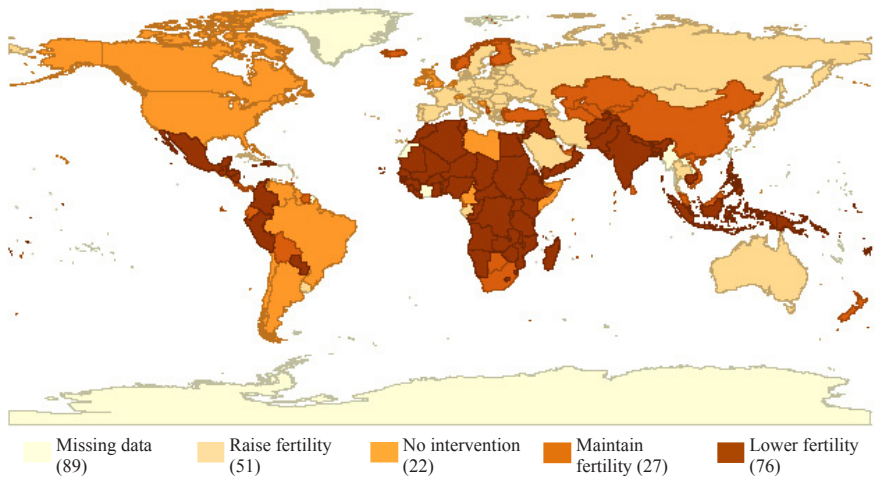 Missing data
(89)
Raise fertility
(51)
No intervention
(22)
Maintain
fertility (27)
Lower fertility
(76)